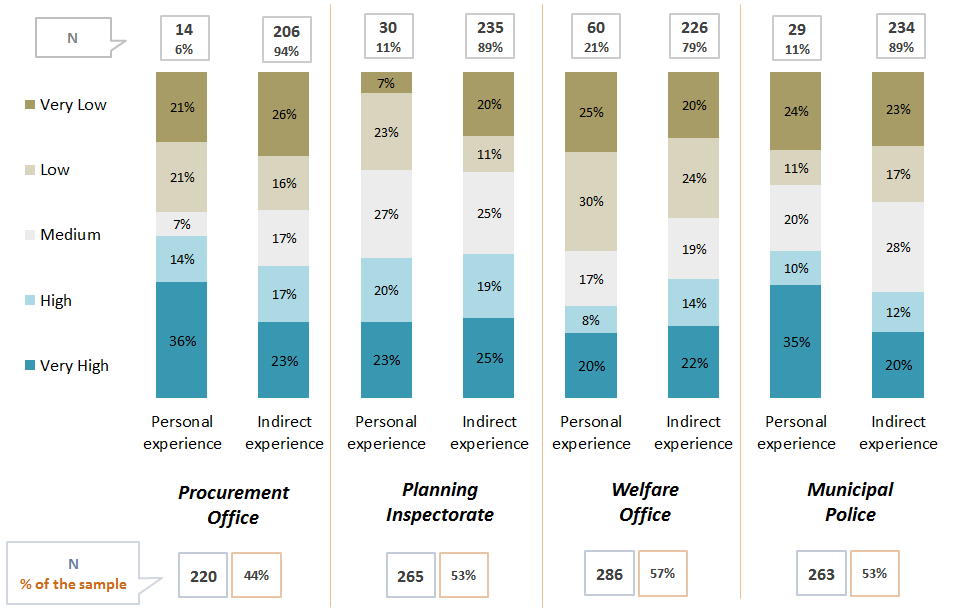 N
14
6%
206
94%
30
11%
235
89%
60
21%
226
79%
29
11%
234
89%
Very Low
Low
Medium
High
Very High
21%
21%
7%
14%
36%
26%
16%
17%
17%
23%
7%
23%
27%
20%
23%
20%
11%
25%
19%
25%
25%
30%
17%
8%
20%
20%
24%
19%
14%
22%
24%
11%
20%
10%
35%
23%
17%
28%
12%
20%
Personal
experience
Indirect
experience
Personal
experience
Indirect
experience
Personal
experience
Indirect
experience
Personal
experience
Indirect
experience
Procurement
Office
Planning
Inspectorate
Welfare
Office
Municipal
Police
N
% of the sample
220 44%
265 53%
286 57%
263 53%